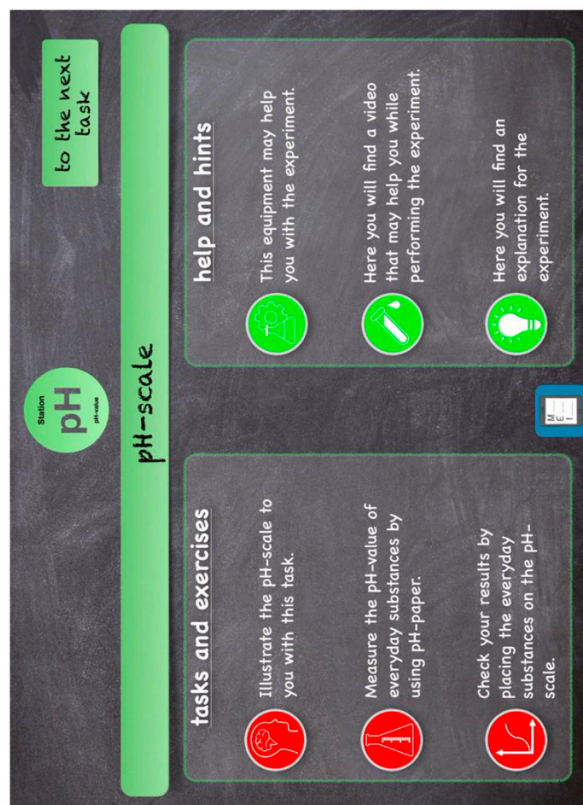 Station
pH
pH-value
to the next
task
pH-scale
tasks and exercises
Illustrate the pH-scale to
you with this task.
Measure the pH-value of
everyday substances by
using pH-paper.
Check your results by
placing the everyday
substances on the pH-
scale.
help and hints
This equipment may help
you with the experiment.
Here you will find a video
that may help you while
performing the experiment.
Here you will find an
explanation for the
experiment.
M
E
I